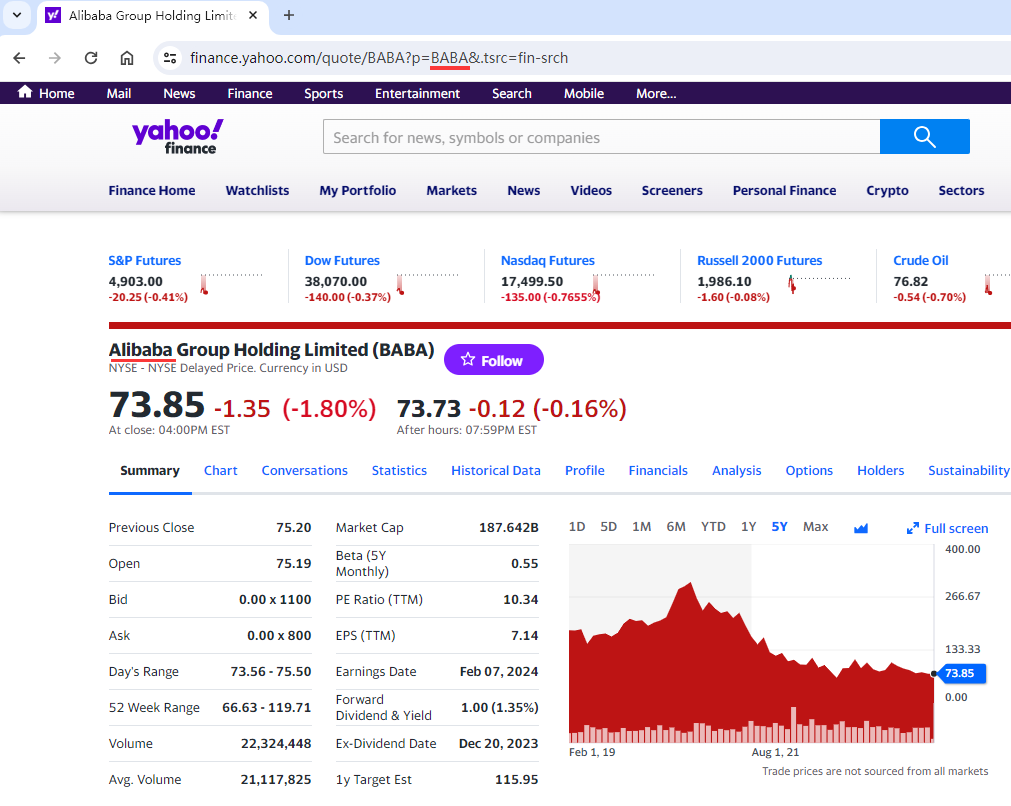 Alibaba Group Holding Limit
finance.yahoo.com/quote/BABA?p=BABA&.tsrc=fin-srch
Home Mail News Finance Sports Entertainment Search Mobile More...
yahoo!
finance
Search for news, symbols or companies
Finance Home Watchlists My Portfolio Markets News Videos Screeners Personal Finance Crypto Sectors
S&P Futures Dow Futures Nasdaq Futures Russell 2000 Futures Crude Oil
4,903.00 38,070.00 17,499.50 1,986.10 76.82
-20.25 (-0.41%) -140.00 (-0.37%) -135.00 (-0.7655%) -1.60 (-0.08%) -0.54 (-0.70%)
Alibaba Group Holding Limited (BABA) Follow
NYSE - NYSE Delayed Price. Currency in USD
73.85 -1.35 (-1.80%) 73.73 -0.12 (-0.16%)
At close: 04:00PM EST After hours: 07:59PM EST
Summary Chart Conversations Statistics Historical Data Profile Financials Analysis Options Holders Sustainability
Previous Close 75.20
Open 75.19
Bid 0.00 x 1100
Ask 0.00 x 800
Day's Range 73.56 - 75.50
52 Week Range 66.63 - 119.71
Volume 22,324,448
Avg. Volume 21,117,825
Market Cap 187.642B
Beta (5Y
Monthly) 0.55
PE Ratio (TTM) 10.34
EPS (TTM) 7.14
Earnings Date Feb 07, 2024
Forward
Dividend & Yield 1.00 (1.35%)
Ex-Dividend Date Dec 20, 2023
1y Target Est 115.95
1D 5D 1M 6M YTD 1Y 5Y Max Full screen
400.00
266.67
133.33
73.85
0.00
Feb 1, 19 Aug 1, 21
Trade prices are not sourced from all markets